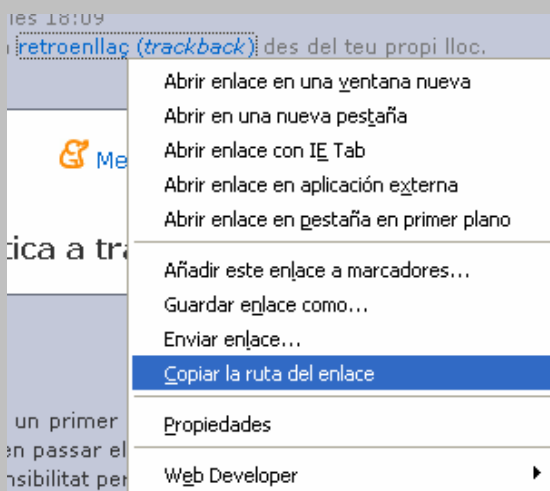 ies 18:09
retroenllaç (trackback) des del teu propi lloc.
Abrir enlace en una ventana nueva
Abrir en una nueva pestaña
Me
Abrir enlace con IE Tab
Abrir enlace en aplicación externa
Abrir enlace en pestaña en primer plano
tica a tra
Añadir este enlace a marcadores...
Guardar enlace como...
Enviar enlace...
Copiar la ruta del enlace
un primer
Propiedades
en passar el
nsibilitat per
Web Developer